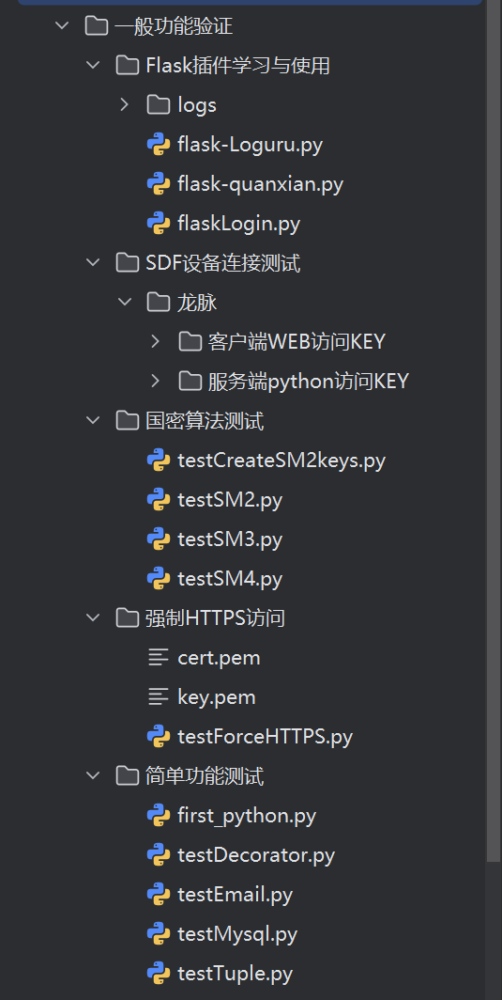 一般功能验证
Flask插件学习与使用
logs
flask-Loguru.py
flask-quanxian.py
flaskLogin.py
SDF设备连接测试
龙脉
客户端WEB访问KEY
服务端python访问KEY
国密算法测试
testCreateSM2keys.py
testSM2.py
testSM3.py
testSM4.py
强制HTTPS访问
cert.pem
key.pem
testForceHTTPS.py
简单功能测试
first_python.py
testDecorator.py
testEmail.py
testMysql.py
testTuple.py